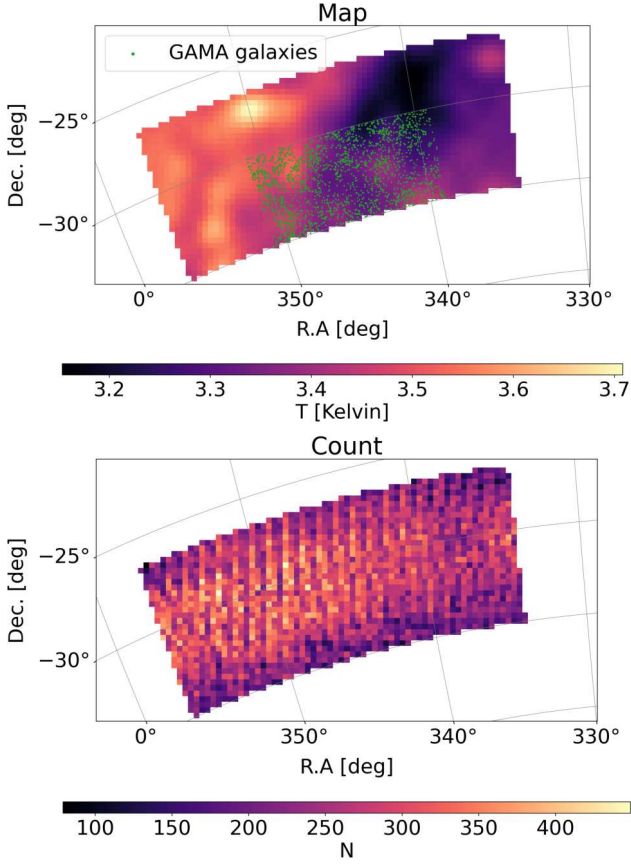 Map
GAMA galaxies
−25°
−30°
Dec. [deg]
0°
350°
340°
330°
R.A [deg]
3.2
3.3
3.4
3.5
3.6
3.7
T [Kelvin]
Count
−25°
−30°
Dec. [deg]
0°
350°
340°
330°
R.A [deg]
100
150
200
250
300
350
400
N